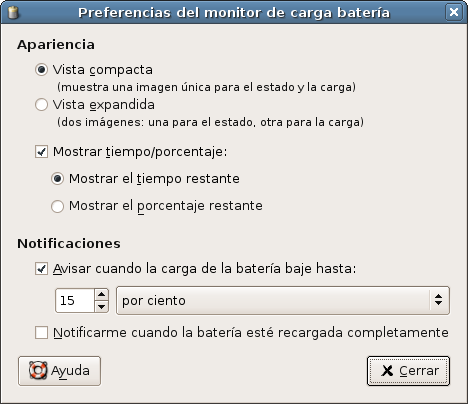 Preferencias del monitor de carga batería
Apariencia
Vista compacta
(muestra una imagen única para el estado y la carga)
Vista expandida
(dos imágenes: una para el estado, otra para la carga)
Mostrar tiempo/porcentaje:
Mostrar el tiempo restante
Mostrar el porcentaje restante
Notificaciones
Avisar cuando la carga de la batería baje hasta:
15 por ciento
Notificarme cuando la batería esté recargada completamente
Ayuda Cerrar